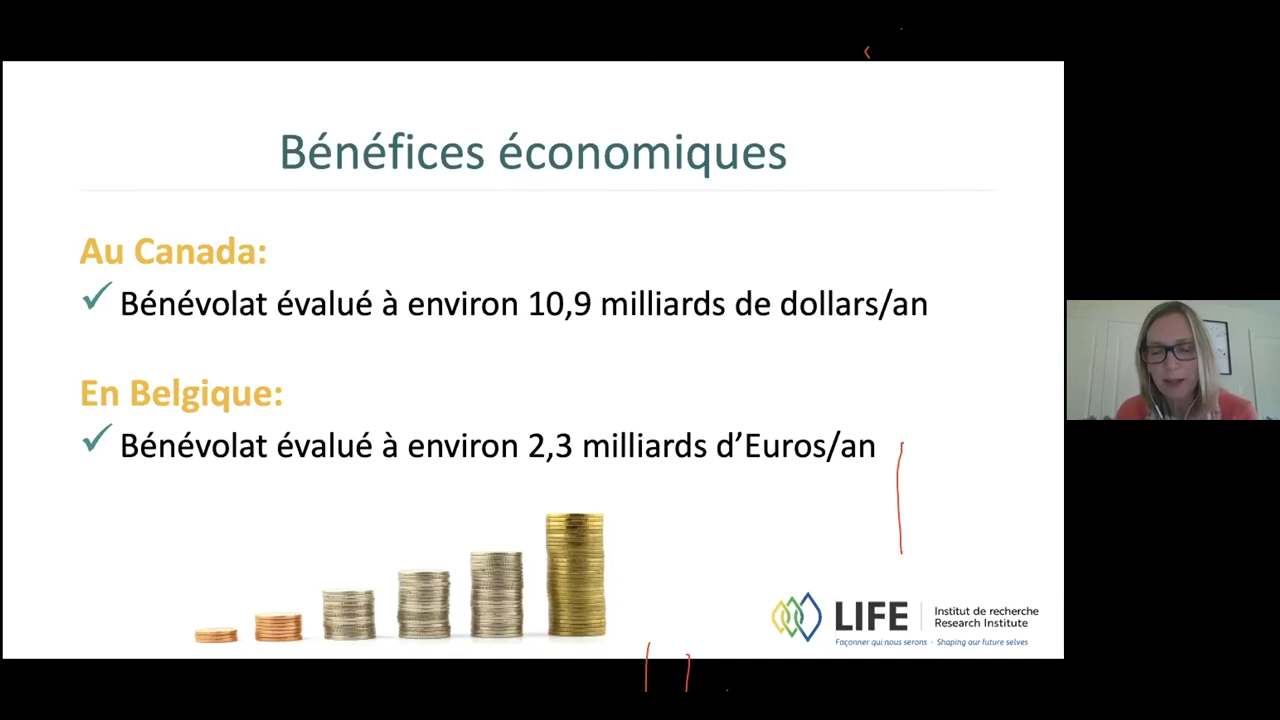 Bénéfices économiques
Au Canada:
Bénévolat évalué à environ 10,9 milliards de dollars/an
En Belgique:
Bénévolat évalué à environ 2,3 milliards d’Euros/an
LIFE
Institut de recherche
Research Institute
Façonner qui nous serons - Shaping our future selves